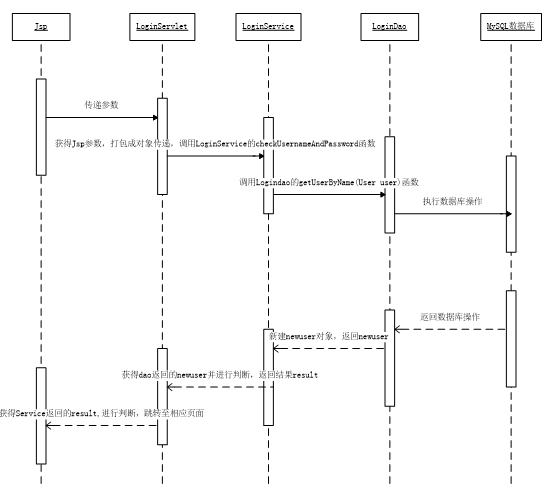 Jsp
LoginServlet
LoginService
LoginDao
MySQL数据库
传递参数
获得Jsp参数，打包成对象传递，调用LoginService的checkUsernameAndPassword函数
调用Logindao的getUserByName(User user)函数
执行数据库操作
返回数据库操作
新建newuser对象，返回newuser
获得dao返回的newuser并进行判断，返回结果result
获得Service返回的result,进行判断，跳转至相应页面